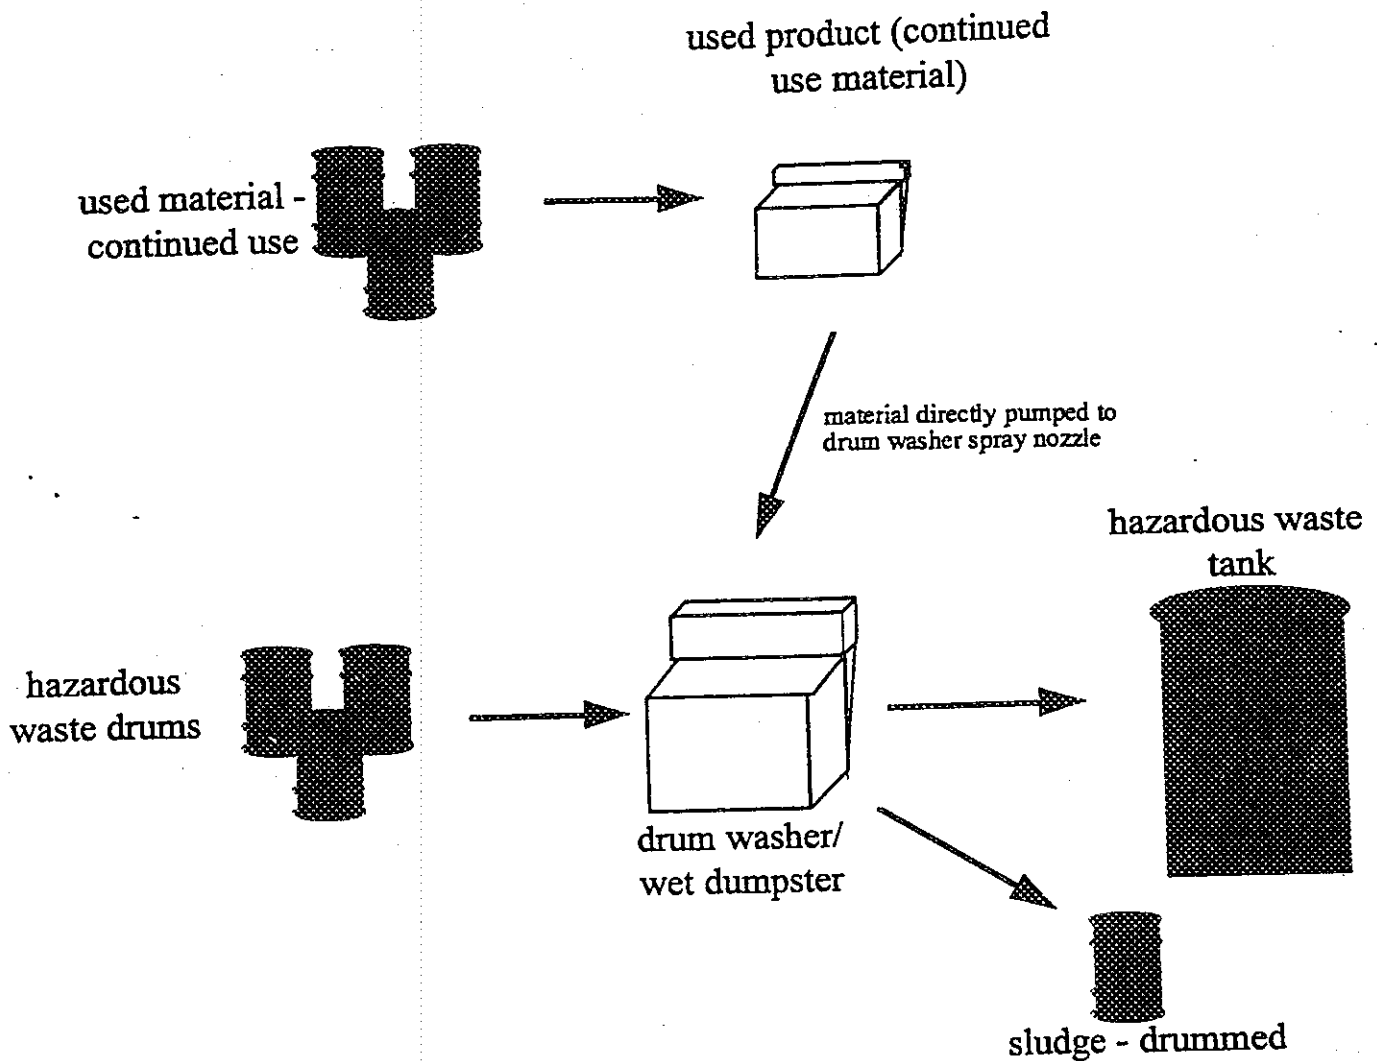 used product (continued
use material)
used material -
continued use
material directly pumped to
drum washer spray nozzle
hazardous waste
tank
hazardous
waste drums
drum washer/
wet dumpster
sludge - drummed